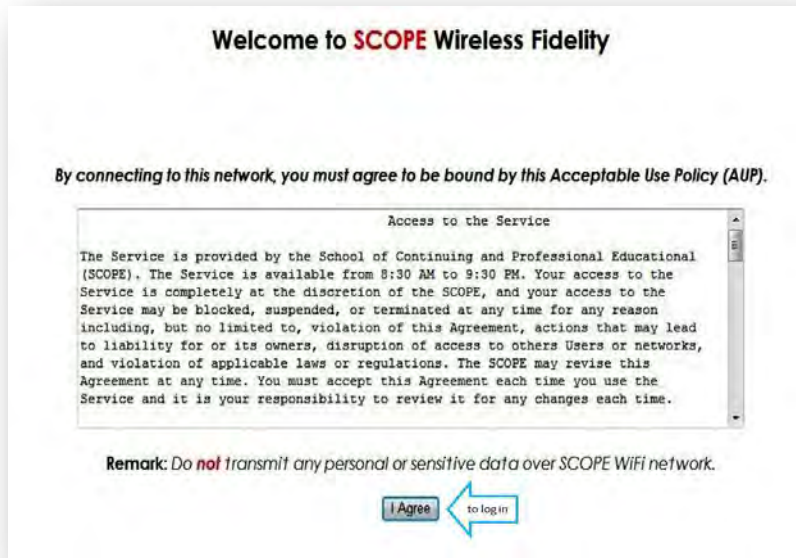 Welcome to SCOPE Wireless Fidelity
By connecting to this network, you must agree to be bound by this Acceptable Use Policy (AUP).
Access to the Service
The Service is provided by the School of Continuing and Professional Educational
(SCOPE). The Service is available from 8:30 AM to 9:30 PM. Your access to the
Service is completely at the discretion of the SCOPE, and your access to the
Service may be blocked, suspended, or terminated at any time for any reason
including, but no limited to, violation of this Agreement, actions that may lead
to liability for or its owners, disruption of access to others Users or networks,
and violation of applicable laws or regulations. The SCOPE may revise this
Agreement at any time. You must accept this Agreement each time you use the
Service and it is your responsibility to review it for any changes each time.
Remark: Do not transmit any personal or sensitive data over SCOPE WiFi network.
I Agree to login